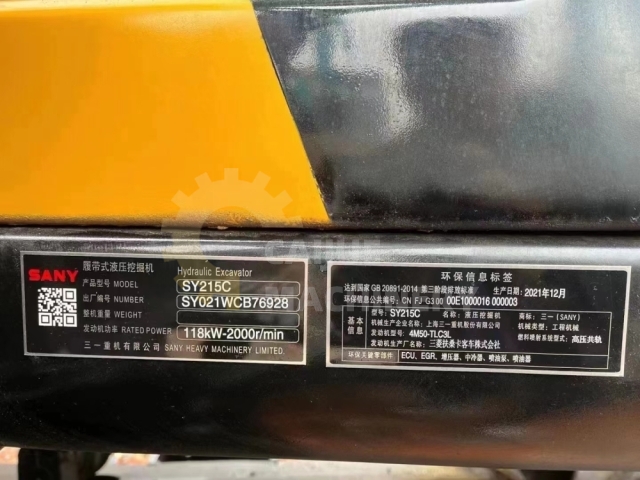 SANY
履带式液压挖掘机 Hydraulic Excavator
产品型号 MODEL SY215C
出厂编号 NUMBER SY021WCB76928
整机重量 WEIGHT
发动机功率 RATED POWER 118kW-2000r/min
三一重机有限公司 SANY HEAVY MACHINERY LIMITED.
环保信息标签
达到国家 GB 20891-2014 第三阶段排放标准 生产日期: 2021年12月
环保信息公共编号: CN FJ G3 00 00E1000016 000003
机械型号: SY215C 名称: 液压挖掘机 商标: 三一(SANY)
机械生产企业名称: 上海三一重机股份有限公司 机械类型: 工程机械
发动机型号: 4M50-TLC3L 燃料喷射系统型式: 高压共轨
发动机生产厂: 三菱扶桑卡客车株式会社
环保关键零部件 ECU、EGR、增压器、中冷器、喷油泵、喷油器